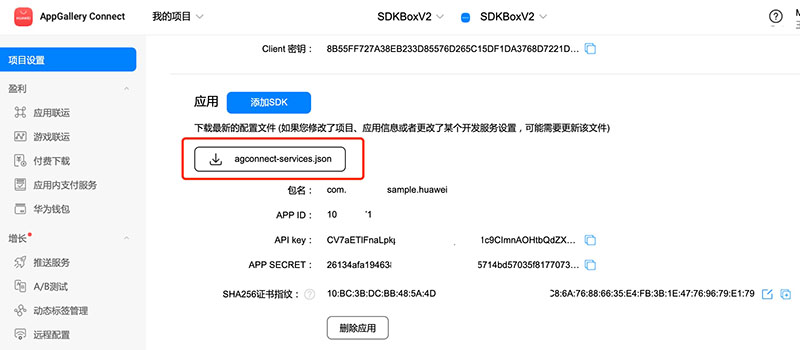 HUAWEI
AppGallery Connect
我的项目
SDKBoxV2
SDKBoxV2
项目设置
盈利
应用联运
游戏联运
付费下载
应用内支付服务
华为钱包
增长
推送服务
A/B测试
动态标签管理
远程配置
Client 密钥： 8B55FF727A38EB233D85576D265C15DF1DA3768D7221D...
应用 添加SDK
下载最新的配置文件 (如果您修改了项目、应用信息或者更改了某个开发服务设置，可能需要更新该文件)
agconnect-services.json
包名： com. sample.huawei
APP ID： 10 1
API key： CV7aETlFnaLpk 1c9CImnAOHtbQdZX...
APP SECRET： 26134afa19463 5714bd57035f8177073...
SHA256证书指纹： 10:BC:3B:DC:BB:48:5A:4D C8:6A:76:88:66:35:E4:FB:3B:1E:47:76:96:79:E1:79
删除应用